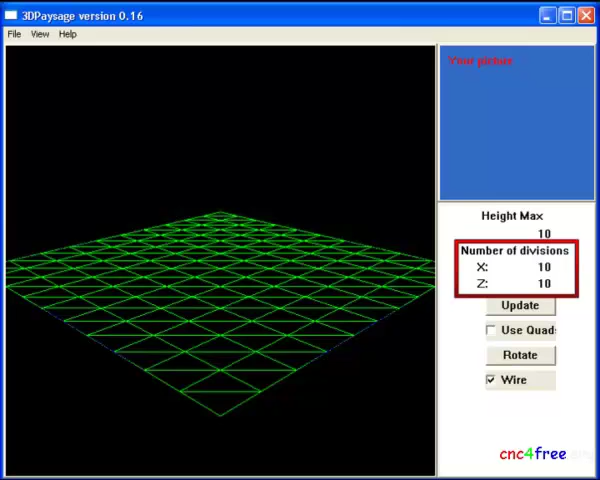 3DPaysage version 0.16
File View Help
Your picture
Height Max
10
Number of divisions
X: 10
Z: 10
Update
Use Quad
Rotate
Wire
cnc4free